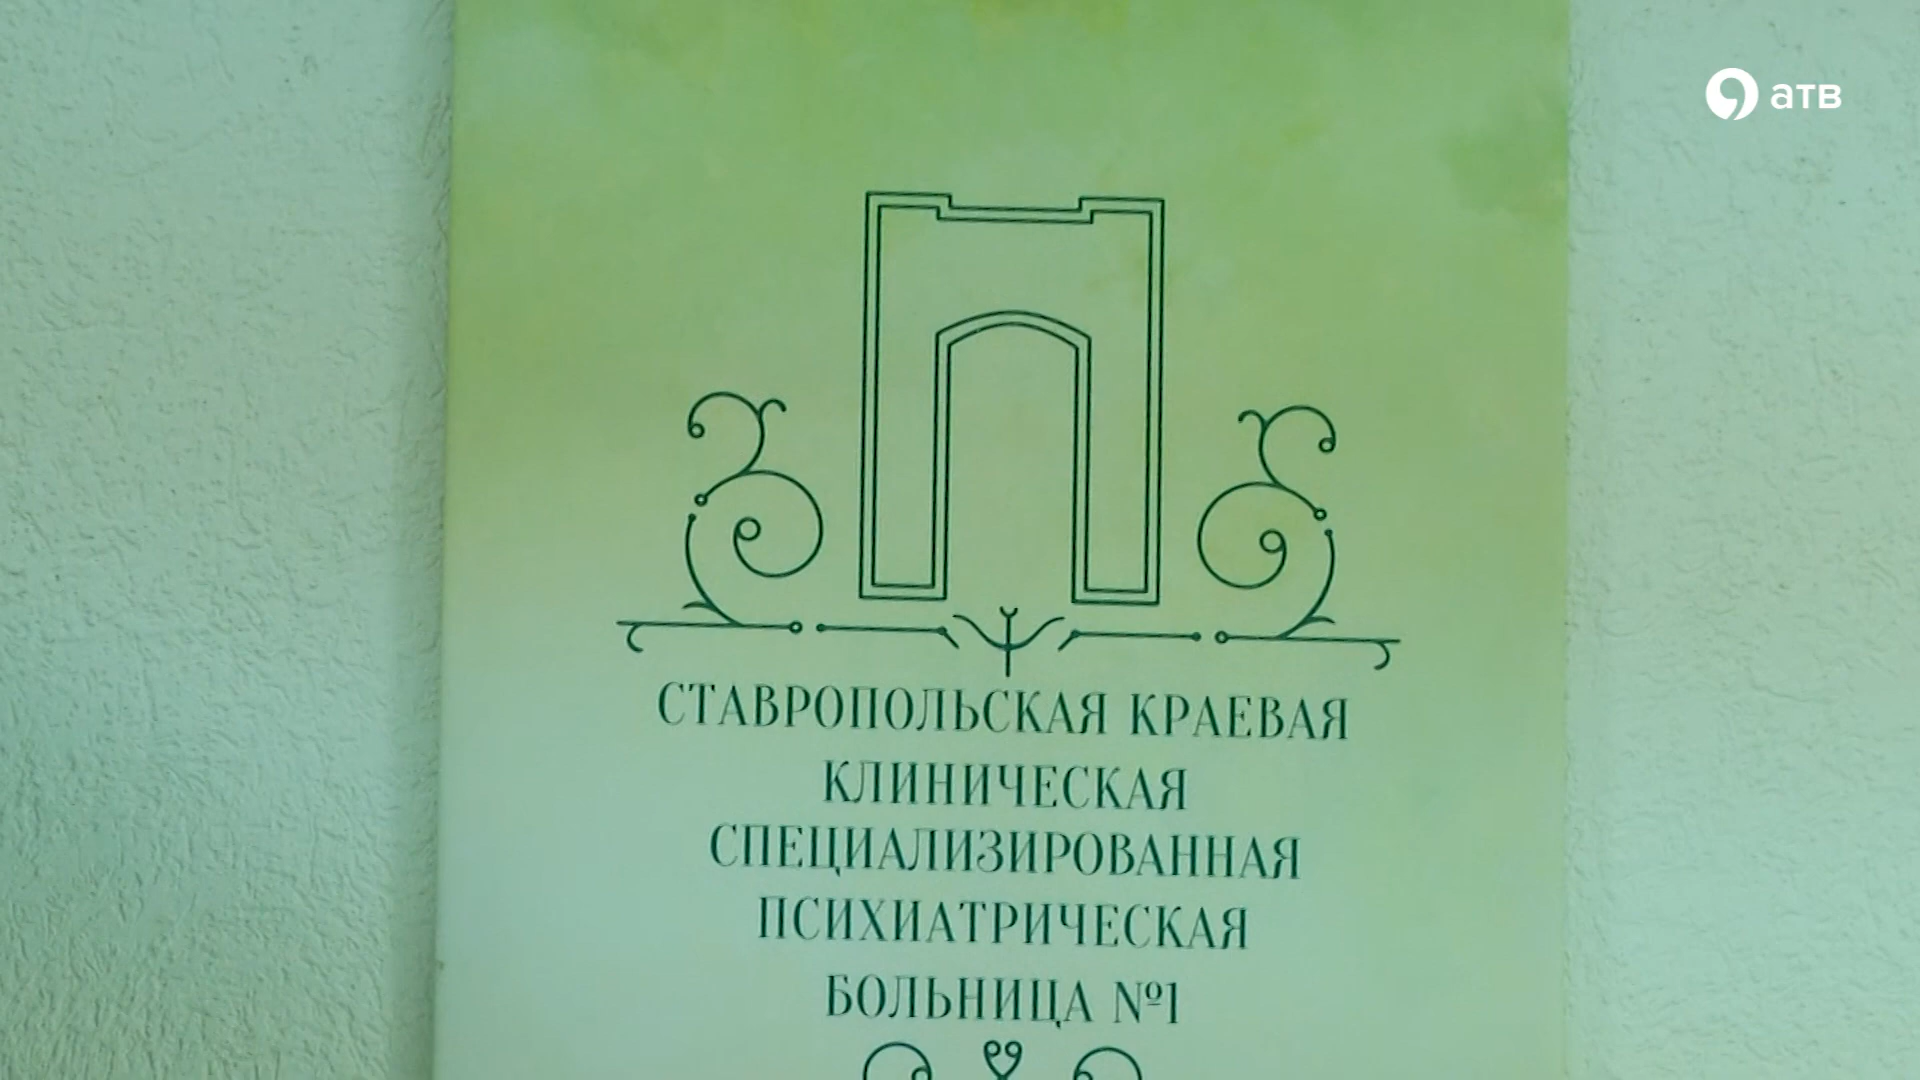 атв
СТАВРОПОЛЬСКАЯ КРАЕВАЯ
КЛИНИЧЕСКАЯ
СПЕЦИАЛИЗИРОВАННАЯ
ПСИХИАТРИЧЕСКАЯ
БОЛЬНИЦА №1